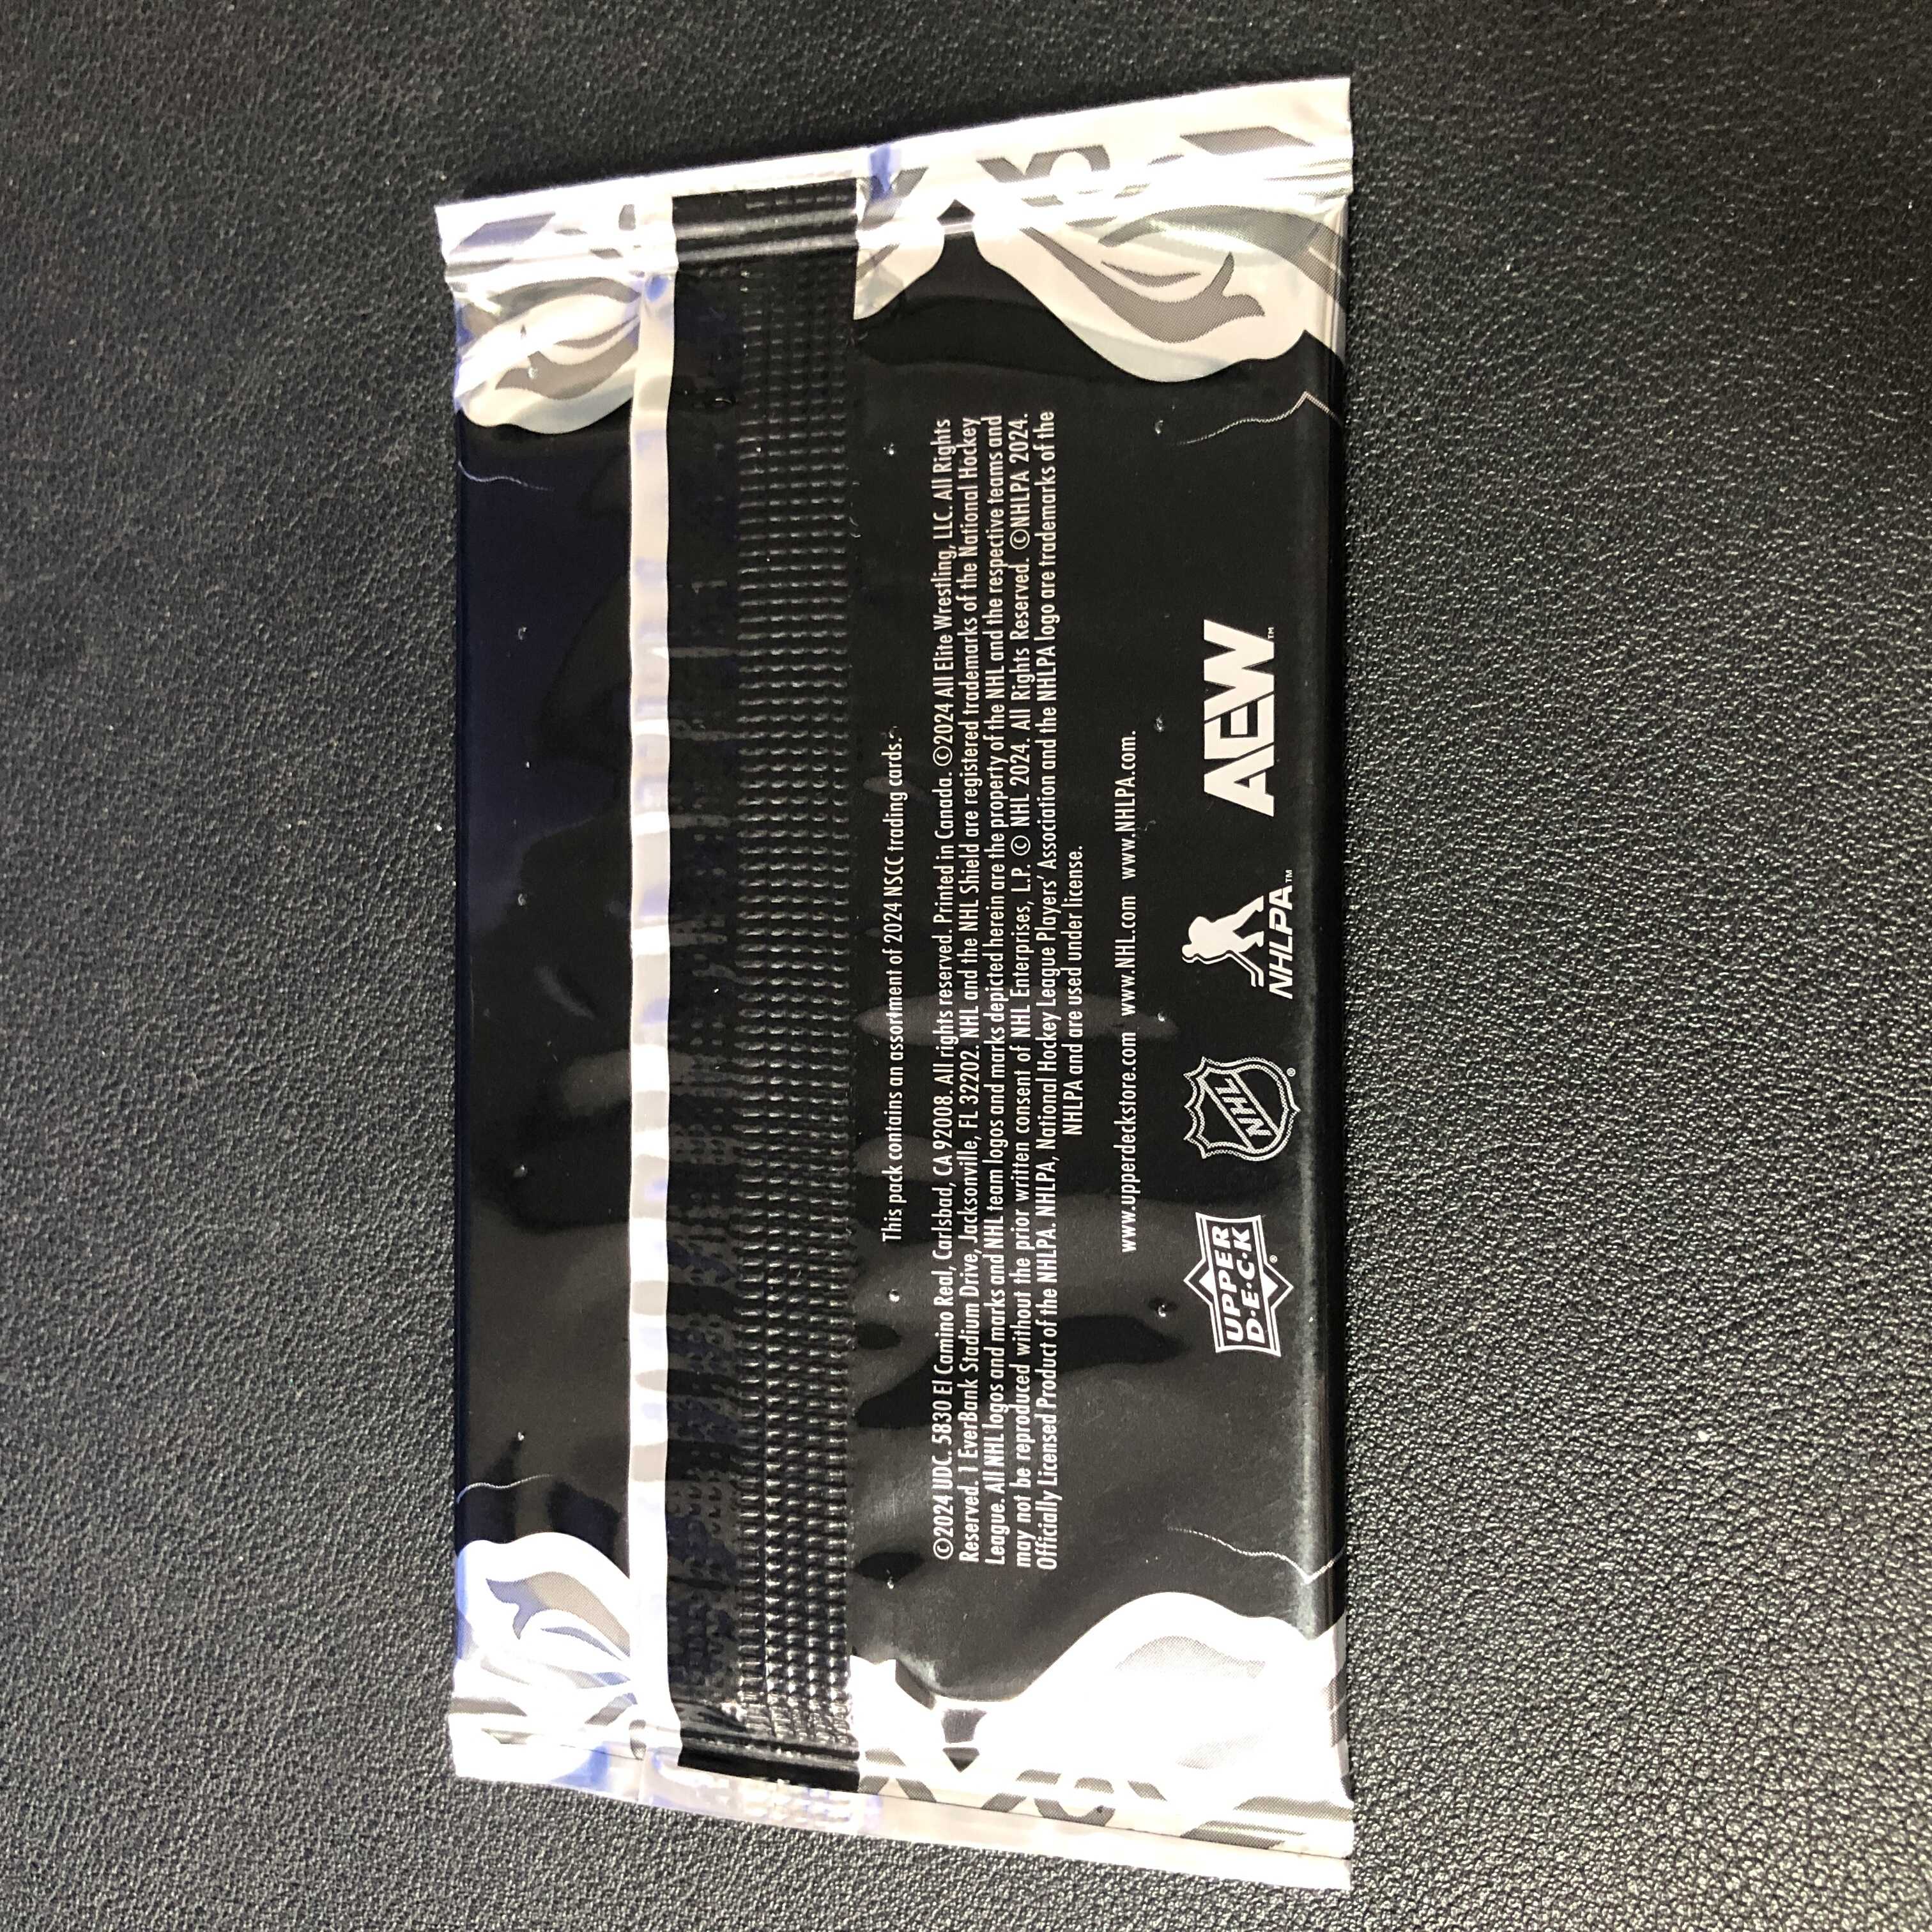 This pack contains an assortment of 2024 NSCC trading cards.
©2024 UDC. 5830 El Camino Real, Carlsbad, CA 92008. All rights reserved. Printed in Canada. ©2024 All Elite Wrestling, LLC. All Rights
Reserved. 1 EverBank Stadium Drive, Jacksonville, FL 32202. NHL and the NHL Shield are registered trademarks of the National Hockey
League. All NHL logos and marks and NHL team logos and marks depicted herein are the property of the NHL and the respective teams and
may not be reproduced without the prior written consent of NHL Enterprises, L.P. © NHL 2024. All Rights Reserved. ©NHLPA 2024.
Officially Licensed Product of the NHLPA. NHLPA, National Hockey League Players' Association and the NHLPA logo are trademarks of the
NHLPA and are used under license.
www.upperdeckstore.com www.NHL.com www.NHLPA.com.
UPPER
D·E·C·K®
NHL®
NHLPA™
AEW™